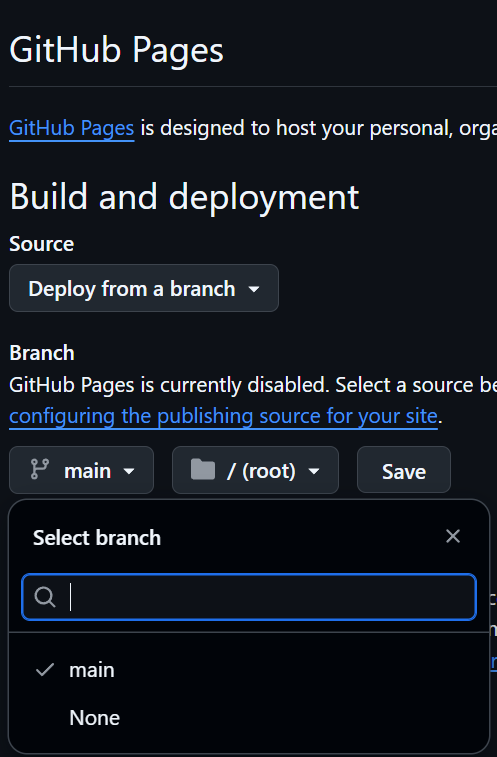 GitHub Pages
GitHub Pages is designed to host your personal,
Build and deployment
Source
Deploy from a branch
Branch
GitHub Pages is currently disabled. Select a source
configuring the publishing source for your site.
main
/ (root)
Save
Select branch
main
None